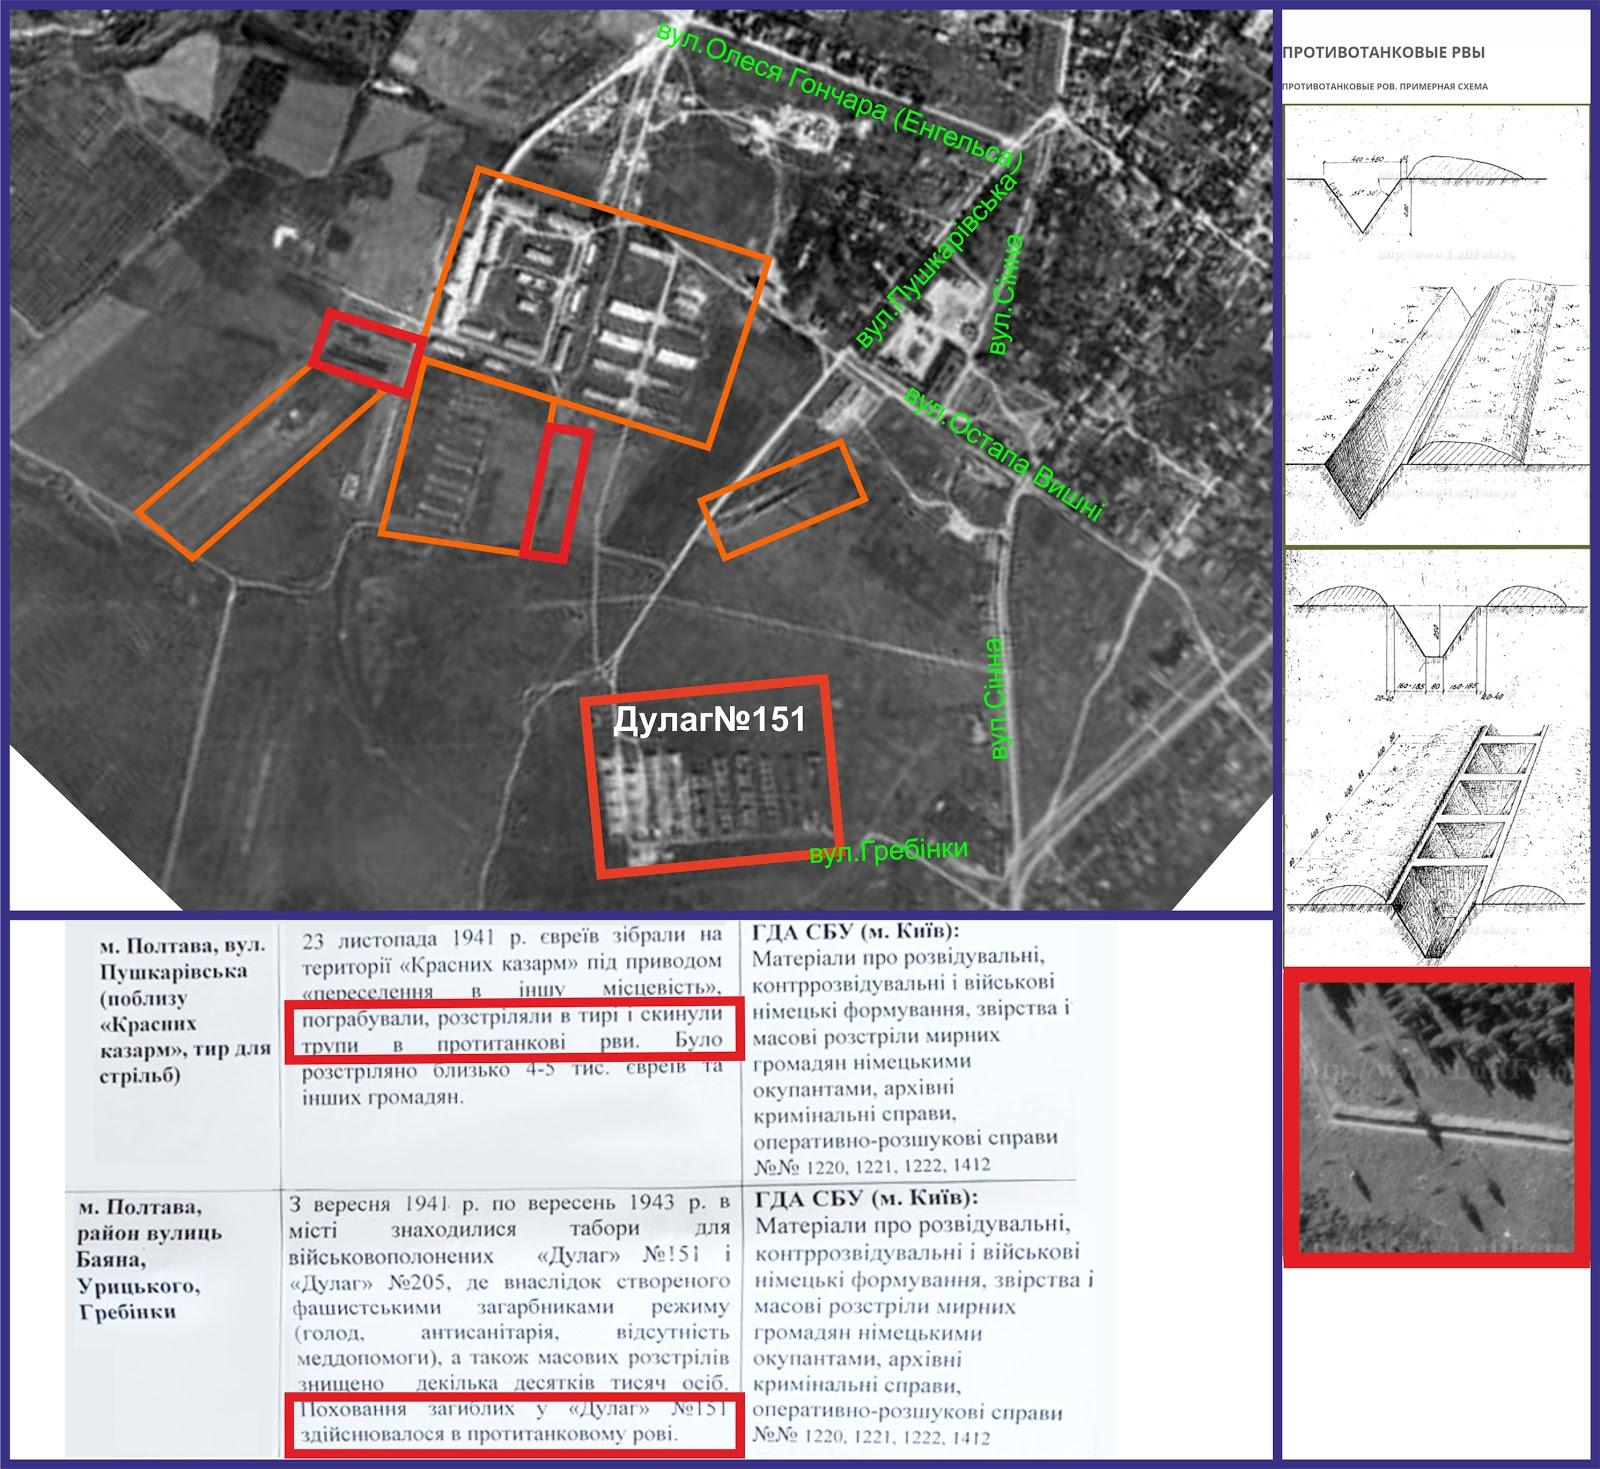 вул.Олеся Гончара (Енгельса)
вул.Пушкарівська
вул.Сінна
вул.Остапа Вишні
вул.Сінна
Дулаг№151
вул.Гребінки
м. Полтава, вул.
Пушкарівська
(поблизу
«Красних
казарм», тир для
стрільб)
23 листопада 1941 р. євреїв зібрали на
території «Красних казарм» під приводом
«переселення в іншу місцевість»,
пограбували, розстріляли в тирі і скинули
трупи в протитанкові рви. Було
розстріляно близько 4-5 тис. євреїв та
інших громадян.
ГДА СБУ (м. Київ):
Матеріали про розвідувальні,
контррозвідувальні і військові
німецькі формування, звірства і
масові розстріли мирних
громадян німецькими
окупантами, архівні
кримінальні справи,
оперативно-розшукові справи
№№ 1220, 1221, 1222, 1412
м. Полтава,
район вулиць
Баяна,
Урицького,
Гребінки
З вересня 1941 р. по вересень 1943 р. в
місті знаходилися табори для
військовополонених «Дулаг» №151 і
«Дулаг» №205, де внаслідок створеного
фашистськими загарбниками режиму
(голод, антисанітарія, відсутність
меддопомоги), а також масових розстрілів
знищено декілька десятків тисяч осіб.
Поховання загиблих у «Дулаг» №151
здійснювалося в протитанковому рові.
ГДА СБУ (м. Київ):
Матеріали про розвідувальні,
контррозвідувальні і військові
німецькі формування, звірства і
масові розстріли мирних
громадян німецькими
окупантами, архівні
кримінальні справи,
оперативно-розшукові справи
№№ 1220, 1221, 1222, 1412
ПРОТИВОТАНКОВЫЕ РВЫ
ПРОТИВОТАНКОВЫЕ РОВ. ПРИМЕРНАЯ СХЕМА